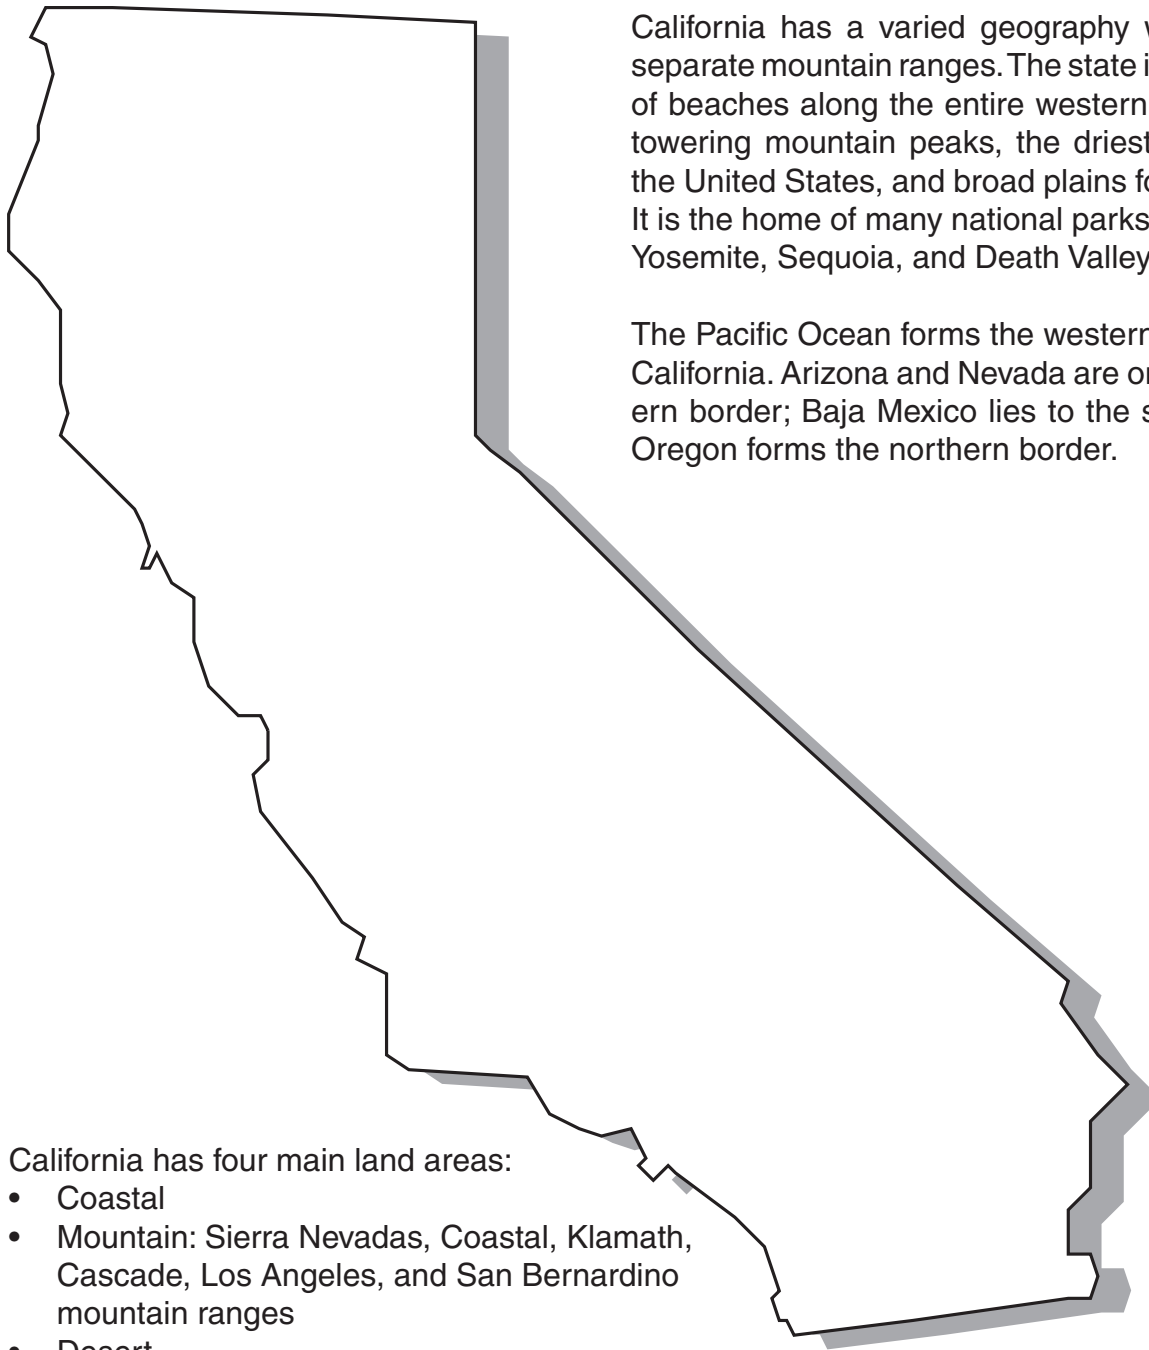 California has a varied geography
separate mountain ranges. The state
of beaches along the entire western
towering mountain peaks, the driest
the United States, and broad plains
It is the home of many national parks
Yosemite, Sequoia, and Death Valley
The Pacific Ocean forms the western
California. Arizona and Nevada are
ern border; Baja Mexico lies to the
Oregon forms the northern border.
California has four main land areas:
• Coastal
• Mountain: Sierra Nevadas, Coastal, Klamath,
Cascade, Los Angeles, and San Bernardino
mountain ranges
• Desert